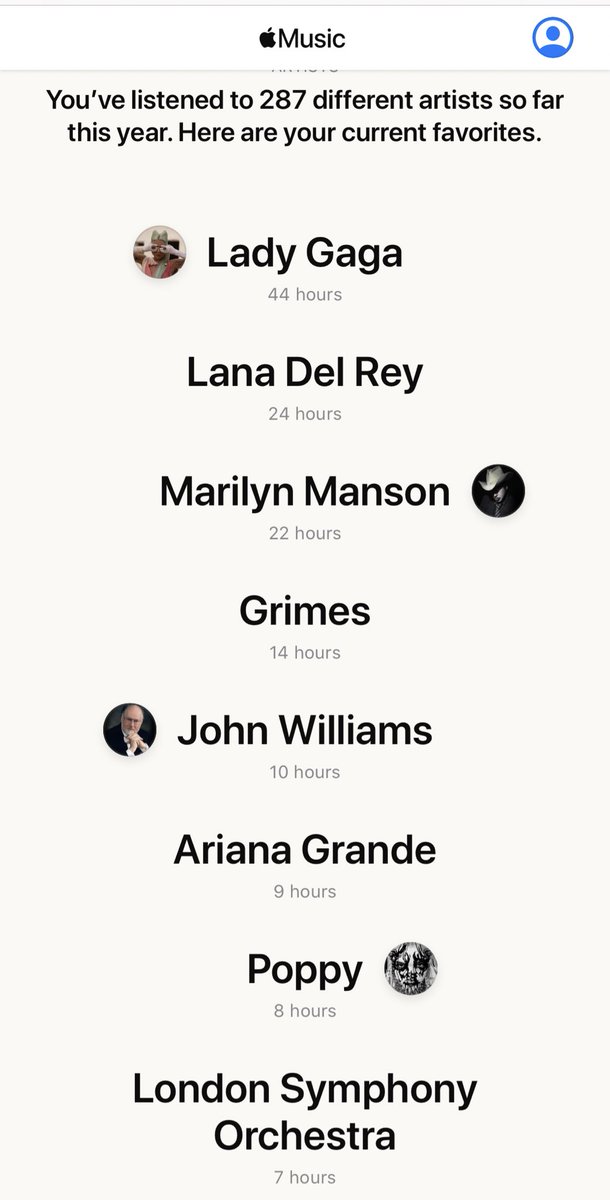 Music
ARTISTS
You’ve listened to 287 different artists so far
this year. Here are your current favorites.
Lady Gaga
44 hours
Lana Del Rey
24 hours
Marilyn Manson
22 hours
Grimes
14 hours
John Williams
10 hours
Ariana Grande
9 hours
Poppy
8 hours
London Symphony
Orchestra
7 hours